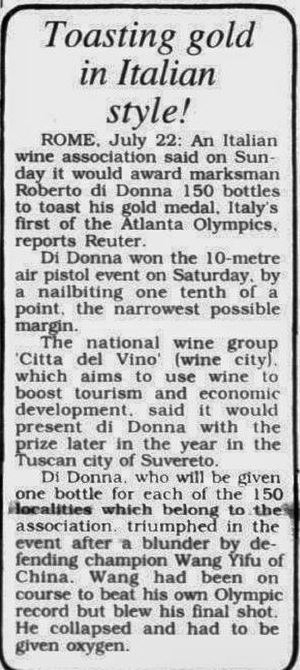 Toasting gold
in Italian
style!
ROME, July 22: An Italian
wine association said on Sun-
day it would award marksman
Roberto di Donna 150 bottles
to toast his gold medal, Italy's
first of the Atlanta Olympics,
reports Reuter.
Di Donna won the 10-metre
air pistol event on Saturday, by
a nailbiting one tenth of a
point, the narrowest possible
margin.
The national wine group
'Citta del Vino' (wine city),
which aims to use wine to
boost tourism and economic
development, said it would
present di Donna with the
prize later in the year in the
Tuscan city of Suvereto.
Di Donna, who will be given
one bottle for each of the 150
localities which belong to the
association, triumphed in the
event after a blunder by de-
fending champion Wang Yifu of
China. Wang had been on
course to beat his own Olympic
record but blew his final shot.
He collapsed and had to be
given oxygen.